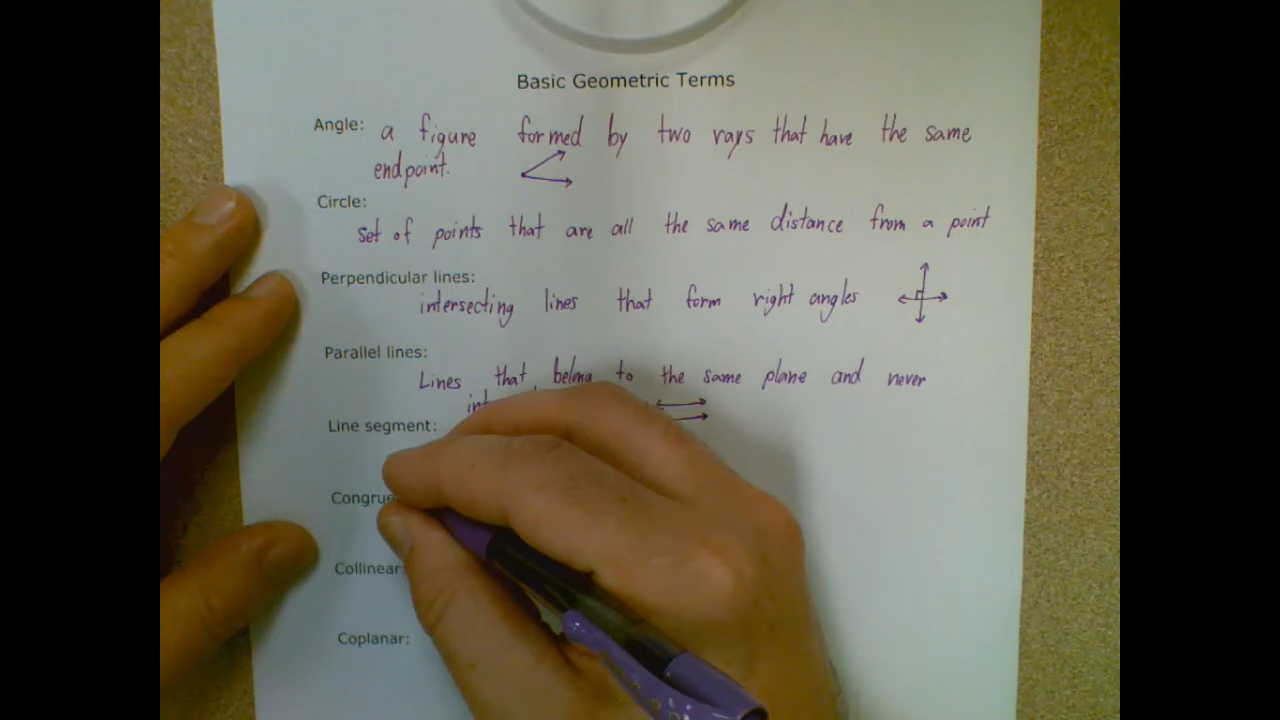 Basic Geometric Terms
Angle: a figure formed by two rays that have the same
endpoint.
Circle:
set of points that are all the same distance from a point
Perpendicular lines:
intersecting lines that form right angles
Parallel lines:
Lines that belong to the same plane and never
Line segment:
Collinear:
Coplanar: